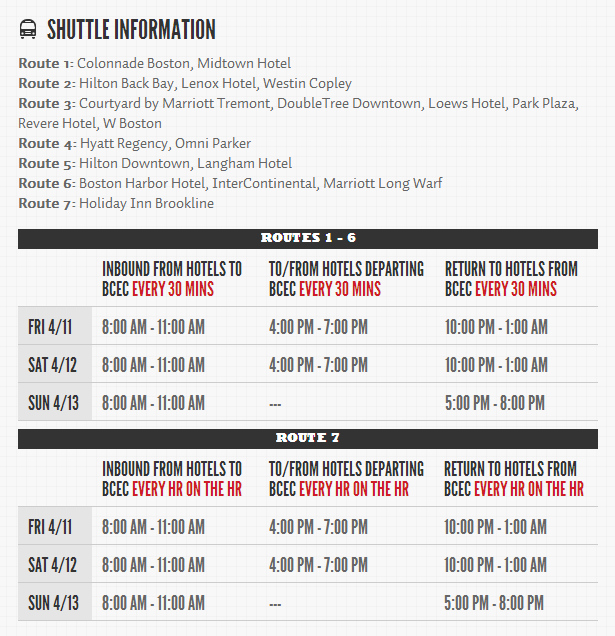 SHUTTLE INFORMATION
Route 1: Colonnade Boston, Midtown Hotel
Route 2: Hilton Back Bay, Lenox Hotel, Westin Copley
Route 3: Courtyard by Marriott Tremont, DoubleTree Downtown, Loews Hotel, Park Plaza,
Revere Hotel, W Boston
Route 4: Hyatt Regency, Omni Parker
Route 5: Hilton Downtown, Langham Hotel
Route 6: Boston Harbor Hotel, InterContinental, Marriott Long Warf
Route 7: Holiday Inn Brookline
ROUTES 1 - 6
INBOUND FROM HOTELS TO TO/FROM HOTELS DEPARTING RETURN TO HOTELS FROM
BCEC EVERY 30 MINS BCEC EVERY 30 MINS BCEC EVERY 30 MINS
FRI 4/11 8:00 AM - 11:00 AM 4:00 PM - 7:00 PM 10:00 PM - 1:00 AM
SAT 4/12 8:00 AM - 11:00 AM 4:00 PM - 7:00 PM 10:00 PM - 1:00 AM
SUN 4/13 8:00 AM - 11:00 AM --- 5:00 PM - 8:00 PM
ROUTE 7
INBOUND FROM HOTELS TO TO/FROM HOTELS DEPARTING RETURN TO HOTELS FROM
BCEC EVERY HR ON THE HR BCEC EVERY HR ON THE HR BCEC EVERY HR ON THE HR
FRI 4/11 8:00 AM - 11:00 AM 4:00 PM - 7:00 PM 10:00 PM - 1:00 AM
SAT 4/12 8:00 AM - 11:00 AM 4:00 PM - 7:00 PM 10:00 PM - 1:00 AM
SUN 4/13 8:00 AM - 11:00 AM --- 5:00 PM - 8:00 PM